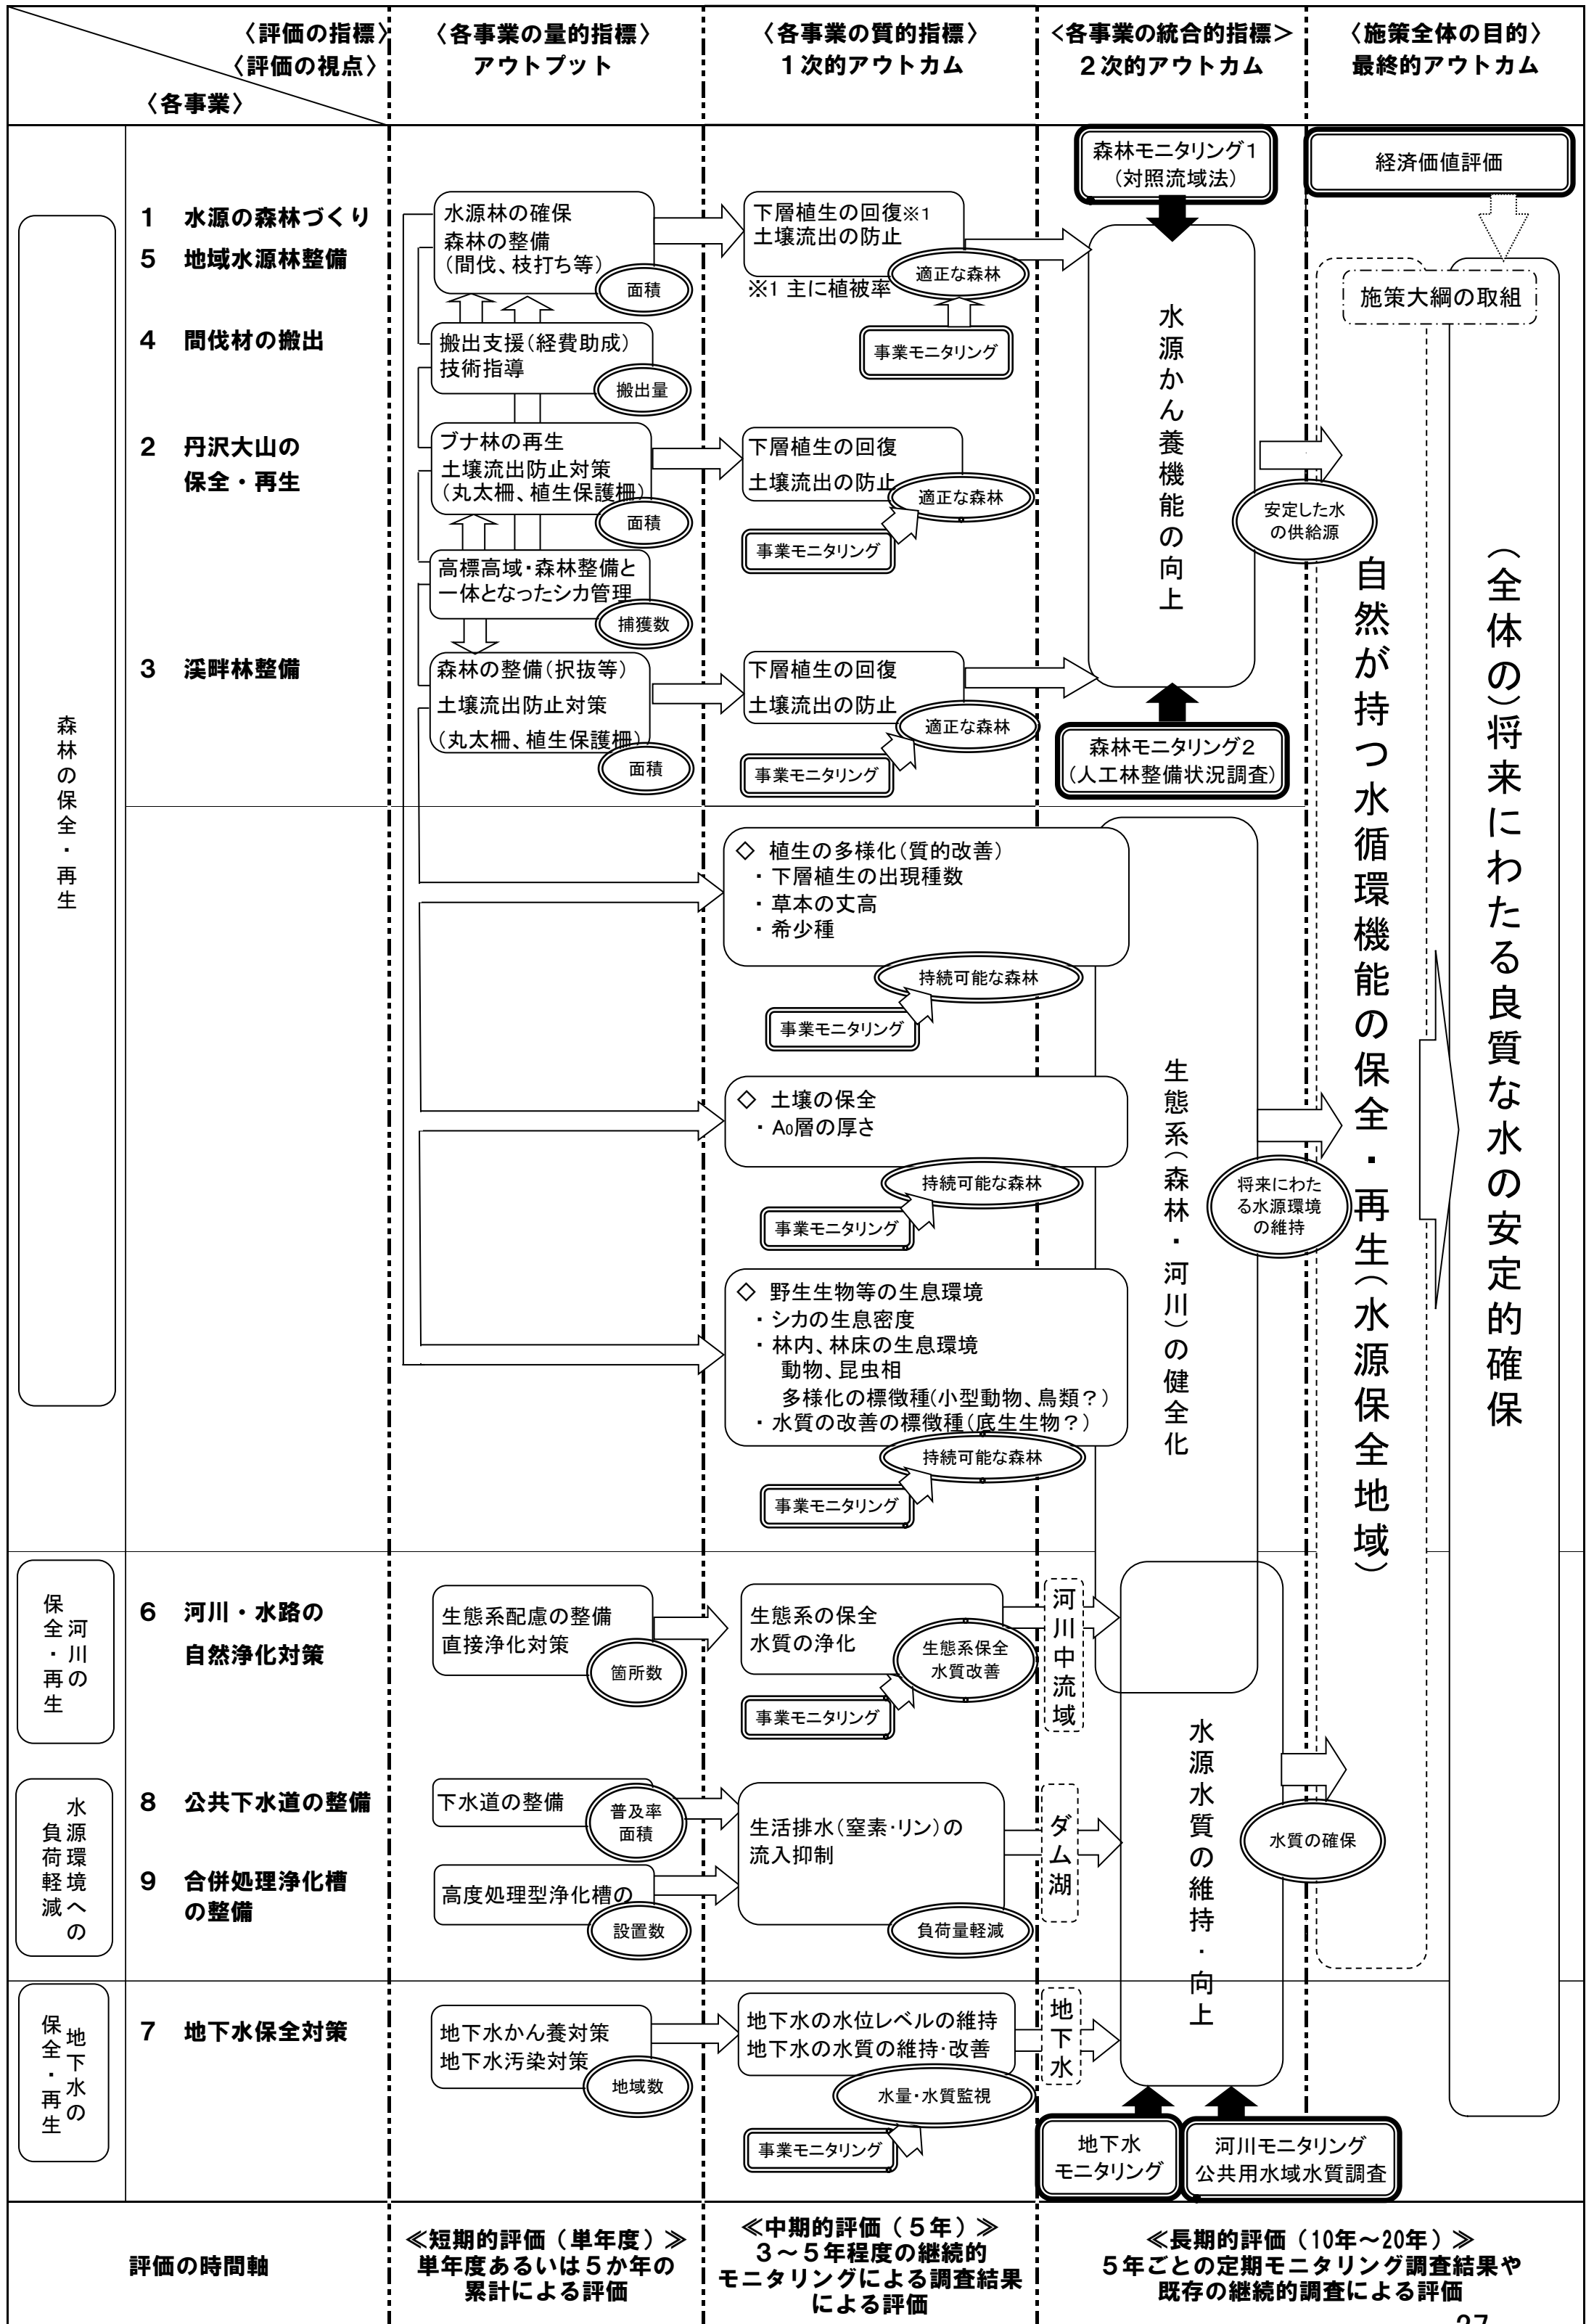 〈評価の指標〉
〈評価の視点〉
〈各事業〉
〈各事業の量的指標〉
アウトプット
〈各事業の質的指標〉
１次的アウトカム
＜各事業の統合的指標＞
２次的アウトカム
〈施策全体の目的〉
最終的アウトカム
森林の保全・再生
1 水源の森林づくり
5 地域水源林整備
4 間伐材の搬出
2 丹沢大山の
保全・再生
3 渓畔林整備
水源林の確保
森林の整備
（間伐、枝打ち等）
面積
搬出支援（経費助成）
技術指導
搬出量
ブナ林の再生
土壌流出防止対策
（丸太柵、植生保護柵）
面積
高標高域・森林整備と
一体となったシカ管理
捕獲数
森林の整備（択抜等）
土壌流出防止対策
（丸太柵、植生保護柵）
面積
下層植生の回復※１
土壌流出の防止
適正な森林
※１ 主に植被率
事業モニタリング
下層植生の回復
土壌流出の防止
適正な森林
事業モニタリング
下層植生の回復
土壌流出の防止
適正な森林
事業モニタリング
◇ 植生の多様化（質的改善）
・下層植生の出現種数
・草本の丈高
・希少種
持続可能な森林
事業モニタリング
◇ 土壌の保全
・A0層の厚さ
持続可能な森林
事業モニタリング
◇ 野生生物等の生息環境
・シカの生息密度
・林内、林床の生息環境
動物、昆虫相
多様化の標徴種（小型動物、鳥類？）
・水質の改善の標徴種（底生生物？）
持続可能な森林
事業モニタリング
森林モニタリング１
（対照流域法）
水源かん養機能の向上
安定した水
の供給源
森林モニタリング２
（人工林整備状況調査）
生態系（森林・河川）の健全化
将来にわた
る水源環境
の維持
経済価値評価
施策大綱の取組
自然が持つ水循環機能の保全・再生（水源保全地域）
（全体の）将来にわたる良質な水の安定的確保
河川の
保全・再生
6 河川・水路の
自然浄化対策
生態系配慮の整備
直接浄化対策
箇所数
生態系の保全
水質の浄化
生態系保全
水質改善
事業モニタリング
河川中流域
水源環境への
負荷軽減
8 公共下水道の整備
9 合併処理浄化槽
の整備
下水道の整備
普及率
面積
高度処理型浄化槽の
設置数
生活排水（窒素・リン）の
流入抑制
負荷量軽減
ダム湖
水源水質の維持・向上
水質の確保
地下水の
保全・再生
7 地下水保全対策
地下水かん養対策
地下水汚染対策
地域数
地下水の水位レベルの維持
地下水の水質の維持・改善
水量・水質監視
事業モニタリング
地下水
地下水
モニタリング
河川モニタリング
公共用水域水質調査
評価の時間軸
≪短期的評価（単年度）≫
単年度あるいは５か年の
累計による評価
≪中期的評価（５年）≫
３～５年程度の継続的
モニタリングによる調査結果
による評価
≪長期的評価（10年～20年）≫
５年ごとの定期モニタリング調査結果や
既存の継続的調査による評価